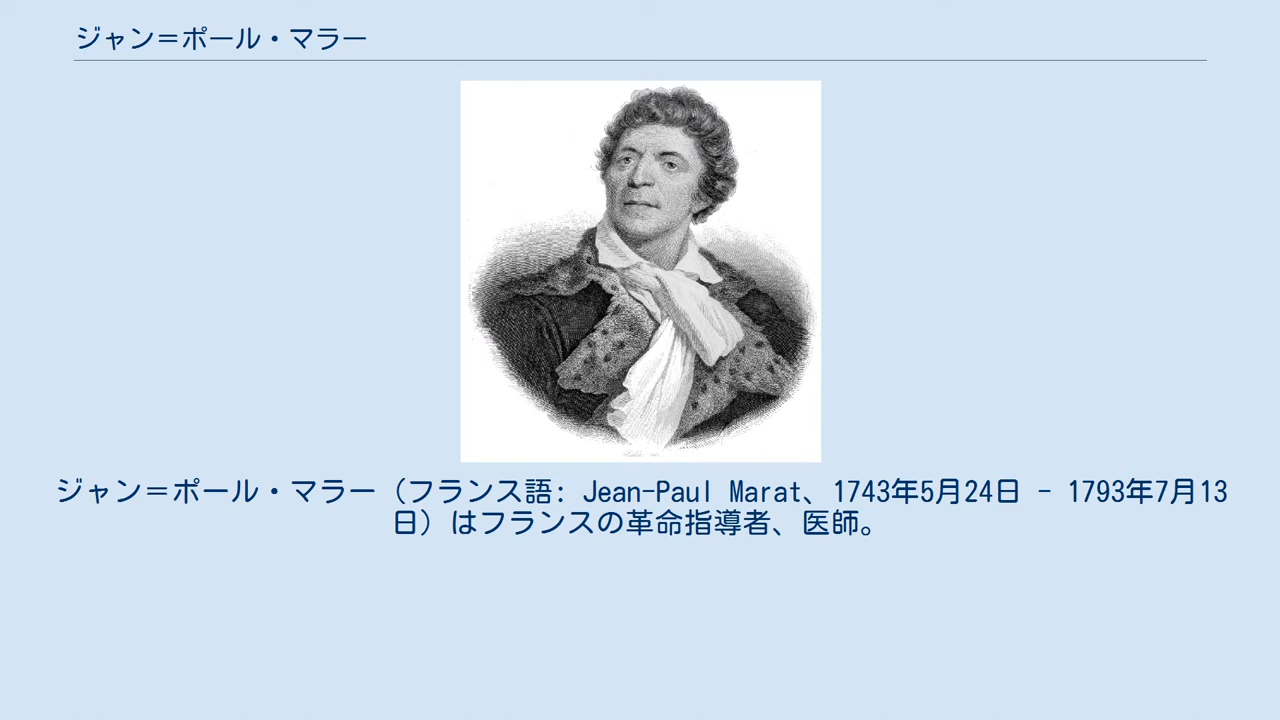 ジャン＝ポール・マラー
ジャン＝ポール・マラー（フランス語: Jean-Paul Marat、1743年5月24日 - 1793年7月13
日）はフランスの革命指導者、医師。